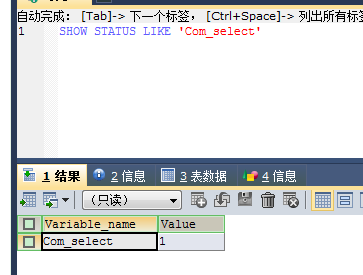 自动完成: [Tab]-> 下一个标签， [Ctrl+Space]-> 列出所有标签
1 SHOW STATUS LIKE 'Com_select'
1 结果 2 信息 3 表数据 4 信息
（只读）
Variable_name Value
Com_select 1